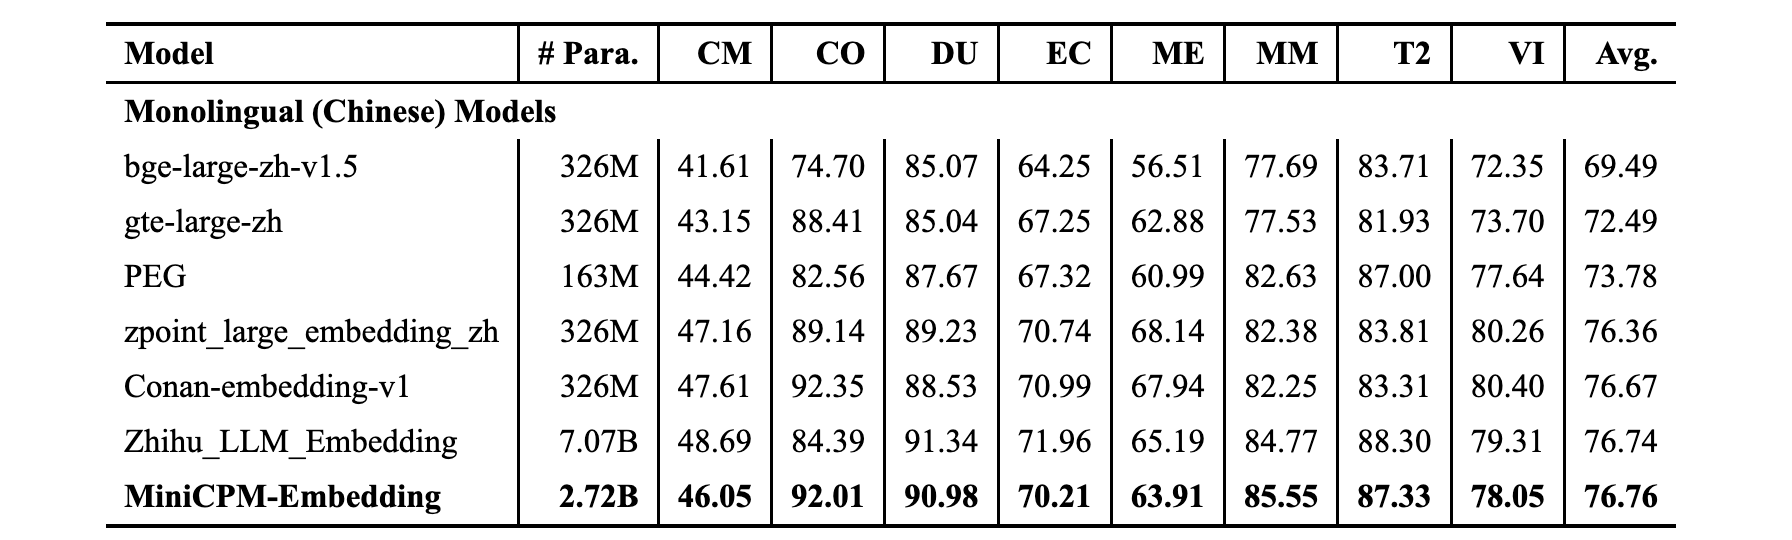 Model # Para. CM CO DU EC ME MM T2 VI Avg.
Monolingual (Chinese) Models
bge-large-zh-v1.5 326M 41.61 74.70 85.07 64.25 56.51 77.69 83.71 72.35 69.49
gte-large-zh 326M 43.15 88.41 85.04 67.25 62.88 77.53 81.93 73.70 72.49
PEG 163M 44.42 82.56 87.67 67.32 60.99 82.63 87.00 77.64 73.78
zpoint_large_embedding_zh 326M 47.16 89.14 89.23 70.74 68.14 82.38 83.81 80.26 76.36
Conan-embedding-v1 326M 47.61 92.35 88.53 70.99 67.94 82.25 83.31 80.40 76.67
Zhihu_LLM_Embedding 7.07B 48.69 84.39 91.34 71.96 65.19 84.77 88.30 79.31 76.74
MiniCPM-Embedding 2.72B 46.05 92.01 90.98 70.21 63.91 85.55 87.33 78.05 76.76